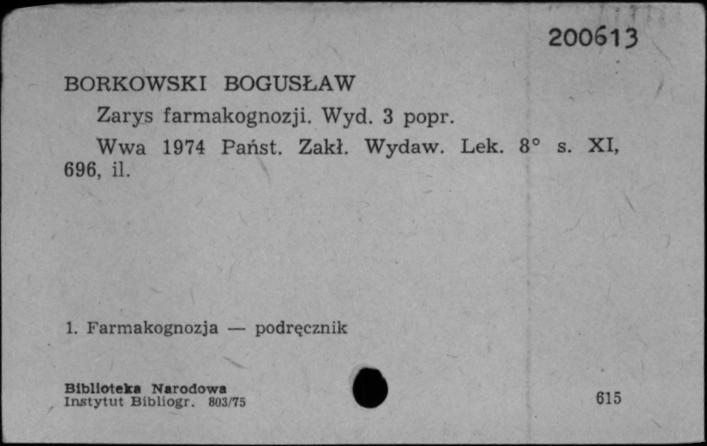 200613
BORKOWSKI BOGUSŁAW
Zarys farmakognozji. Wyd. 3 popr.
Wwa 1974 Państ. Zakł. Wydaw. Lek. 8° s. XI,
696, il.
1. Farmakognozja — podręcznik
Biblioteka Narodowa
Instytut Bibliogr. 803/75
615